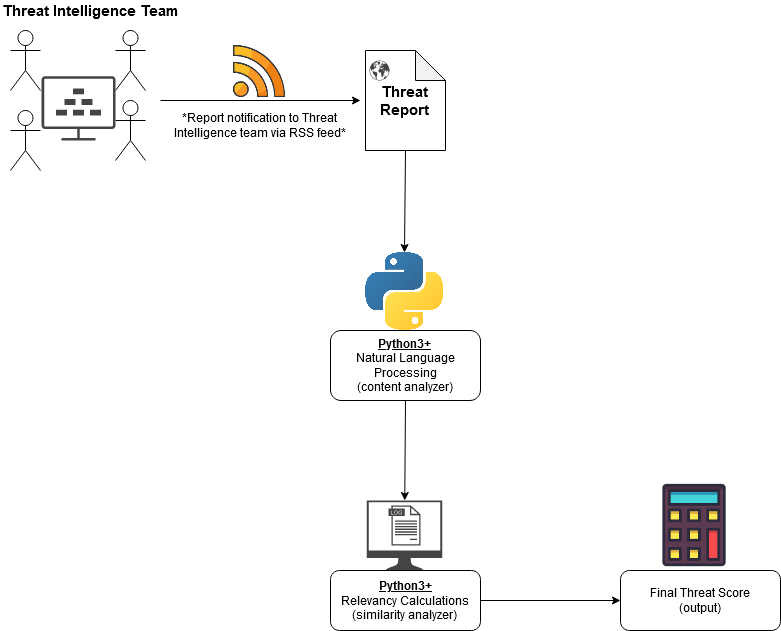 Threat Intelligence Team
*Report notification to Threat
Intelligence team via RSS feed*
Threat
Report
Python3+
Natural Language
Processing
(content analyzer)
LOG
Python3+
Relevancy Calculations
(similarity analyzer)
Final Threat Score
(output)